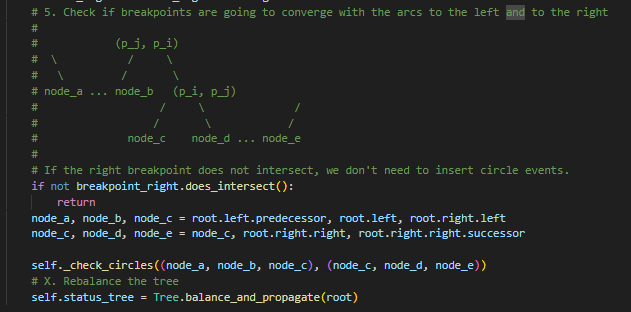 # 5. Check if breakpoints are going to converge with the arcs to the left and to the right
#
#             (p_j, p_i)
#  \            /     \
#   \          /       \
# node_a ... node_b   (p_i, p_j)
#                    /     \              /
#                   /       \            /
#              node_c    node_d ... node_e
#
# If the right breakpoint does not intersect, we don't need to insert circle events.
if not breakpoint_right.does_intersect():
    return
node_a, node_b, node_c = root.left.predecessor, root.left, root.right.left
node_c, node_d, node_e = node_c, root.right.right, root.right.right.successor

self._check_circles((node_a, node_b, node_c), (node_c, node_d, node_e))
# X. Rebalance the tree
self.status_tree = Tree.balance_and_propagate(root)